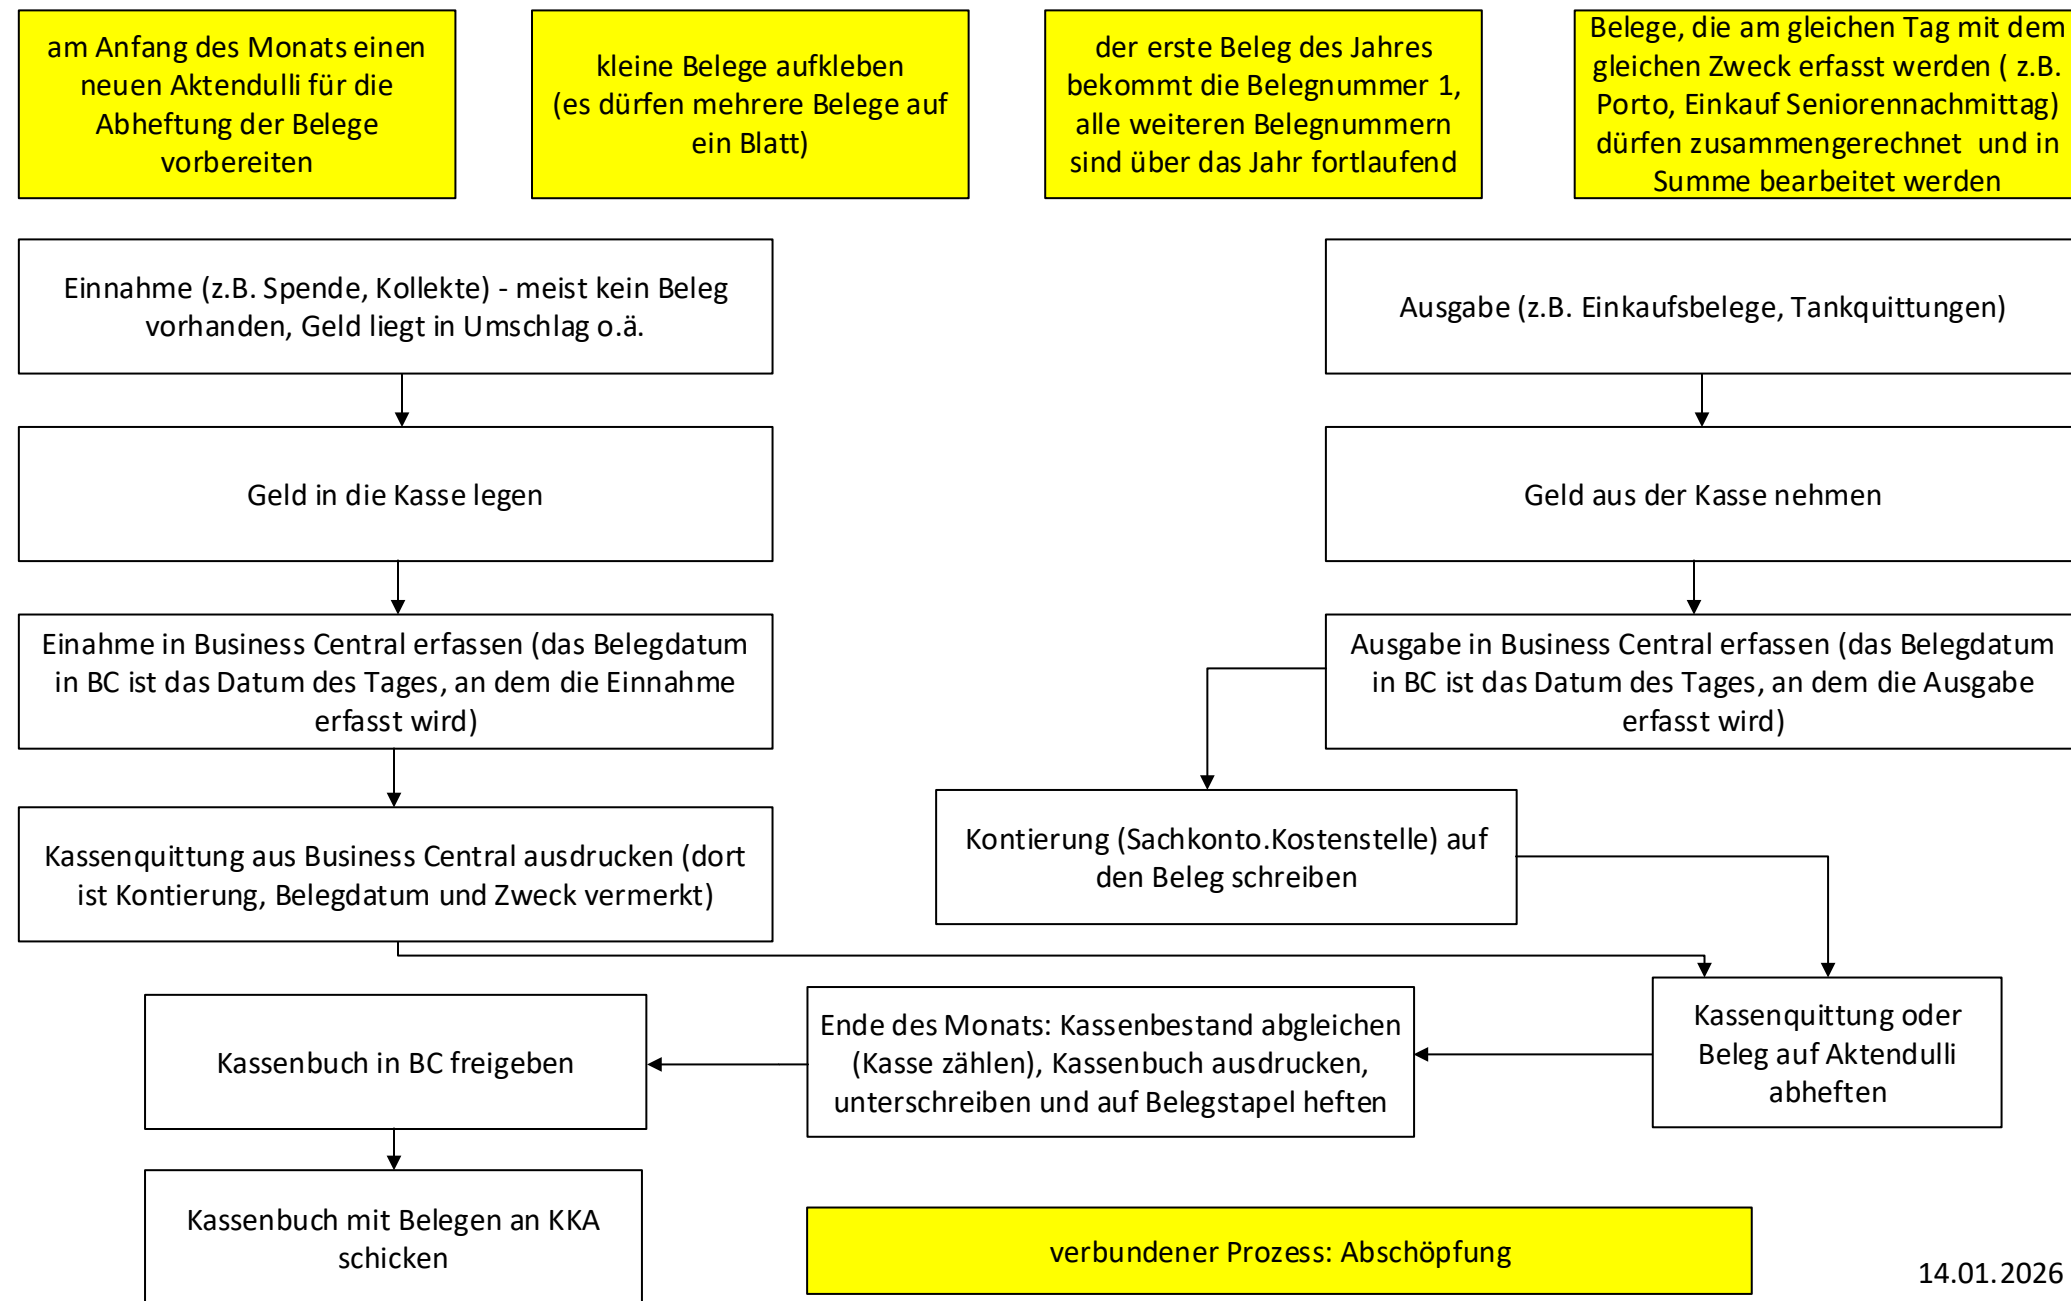 am Anfang des Monats einen
neuen Aktendulli für die
Abheftung der Belege
vorbereiten
kleine Belege aufkleben
(es dürfen mehrere Belege auf
ein Blatt)
der erste Beleg des Jahres
bekommt die Belegnummer 1,
alle weiteren Belegnummern
sind über das Jahr fortlaufend
Belege, die am gleichen Tag mit dem
gleichen Zweck erfasst werden ( z.B.
Porto, Einkauf Seniorennachmittag)
dürfen zusammengerechnet und in
Summe bearbeitet werden
Einnahme (z.B. Spende, Kollekte) - meist kein Beleg
vorhanden, Geld liegt in Umschlag o.ä.
Ausgabe (z.B. Einkaufsbelege, Tankquittungen)
Geld in die Kasse legen
Geld aus der Kasse nehmen
Einahme in Business Central erfassen (das Belegdatum
in BC ist das Datum des Tages, an dem die Einnahme
erfasst wird)
Ausgabe in Business Central erfassen (das Belegdatum
in BC ist das Datum des Tages, an dem die Ausgabe
erfasst wird)
Kassenquittung aus Business Central ausdrucken (dort
ist Kontierung, Belegdatum und Zweck vermerkt)
Kontierung (Sachkonto.Kostenstelle) auf
den Beleg schreiben
Kassenbuch in BC freigeben
Ende des Monats: Kassenbestand abgleichen
(Kasse zählen), Kassenbuch ausdrucken,
unterschreiben und auf Belegstapel heften
Kassenquittung oder
Beleg auf Aktendulli
abheften
Kassenbuch mit Belegen an KKA
schicken
verbundener Prozess: Abschöpfung
14.01.2026